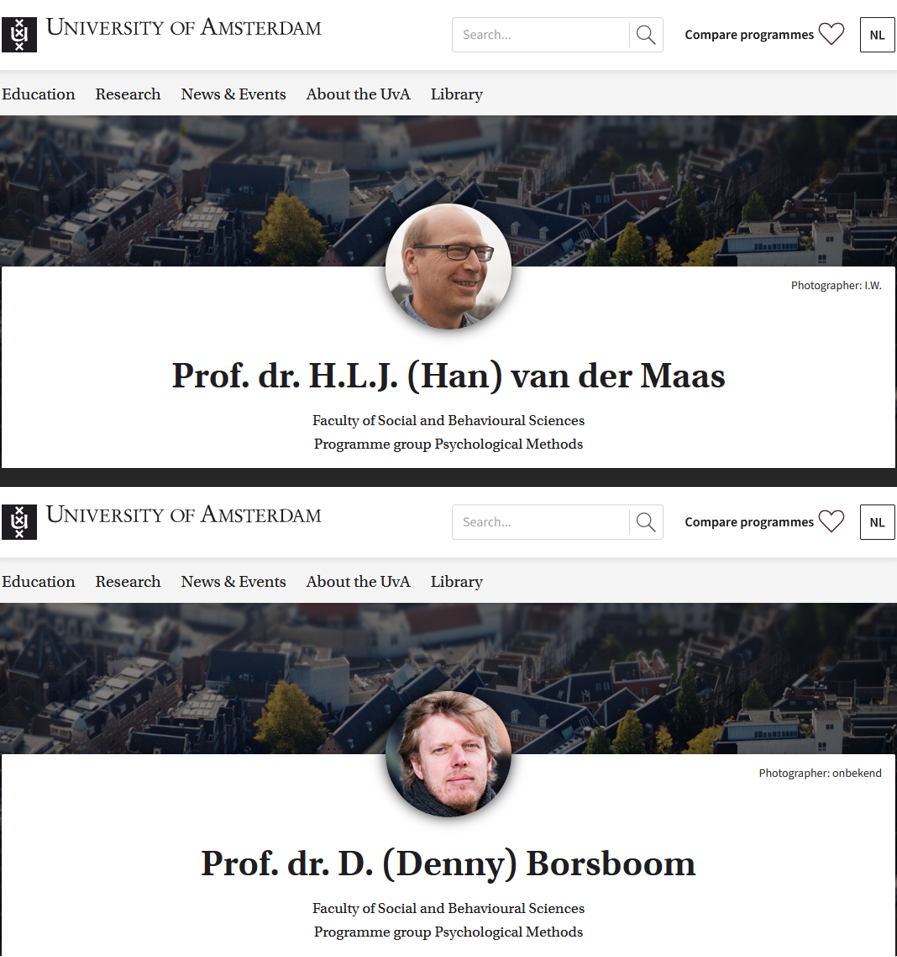 UNIVERSITY OF AMSTERDAM
Search...
Compare programmes
NL
Education Research News & Events About the UvA Library
Photographer: I.W.
Prof. dr. H.L.J. (Han) van der Maas
Faculty of Social and Behavioural Sciences
Programme group Psychological Methods
UNIVERSITY OF AMSTERDAM
Search...
Compare programmes
NL
Education Research News & Events About the UvA Library
Photographer: onbekend
Prof. dr. D. (Denny) Borsboom
Faculty of Social and Behavioural Sciences
Programme group Psychological Methods